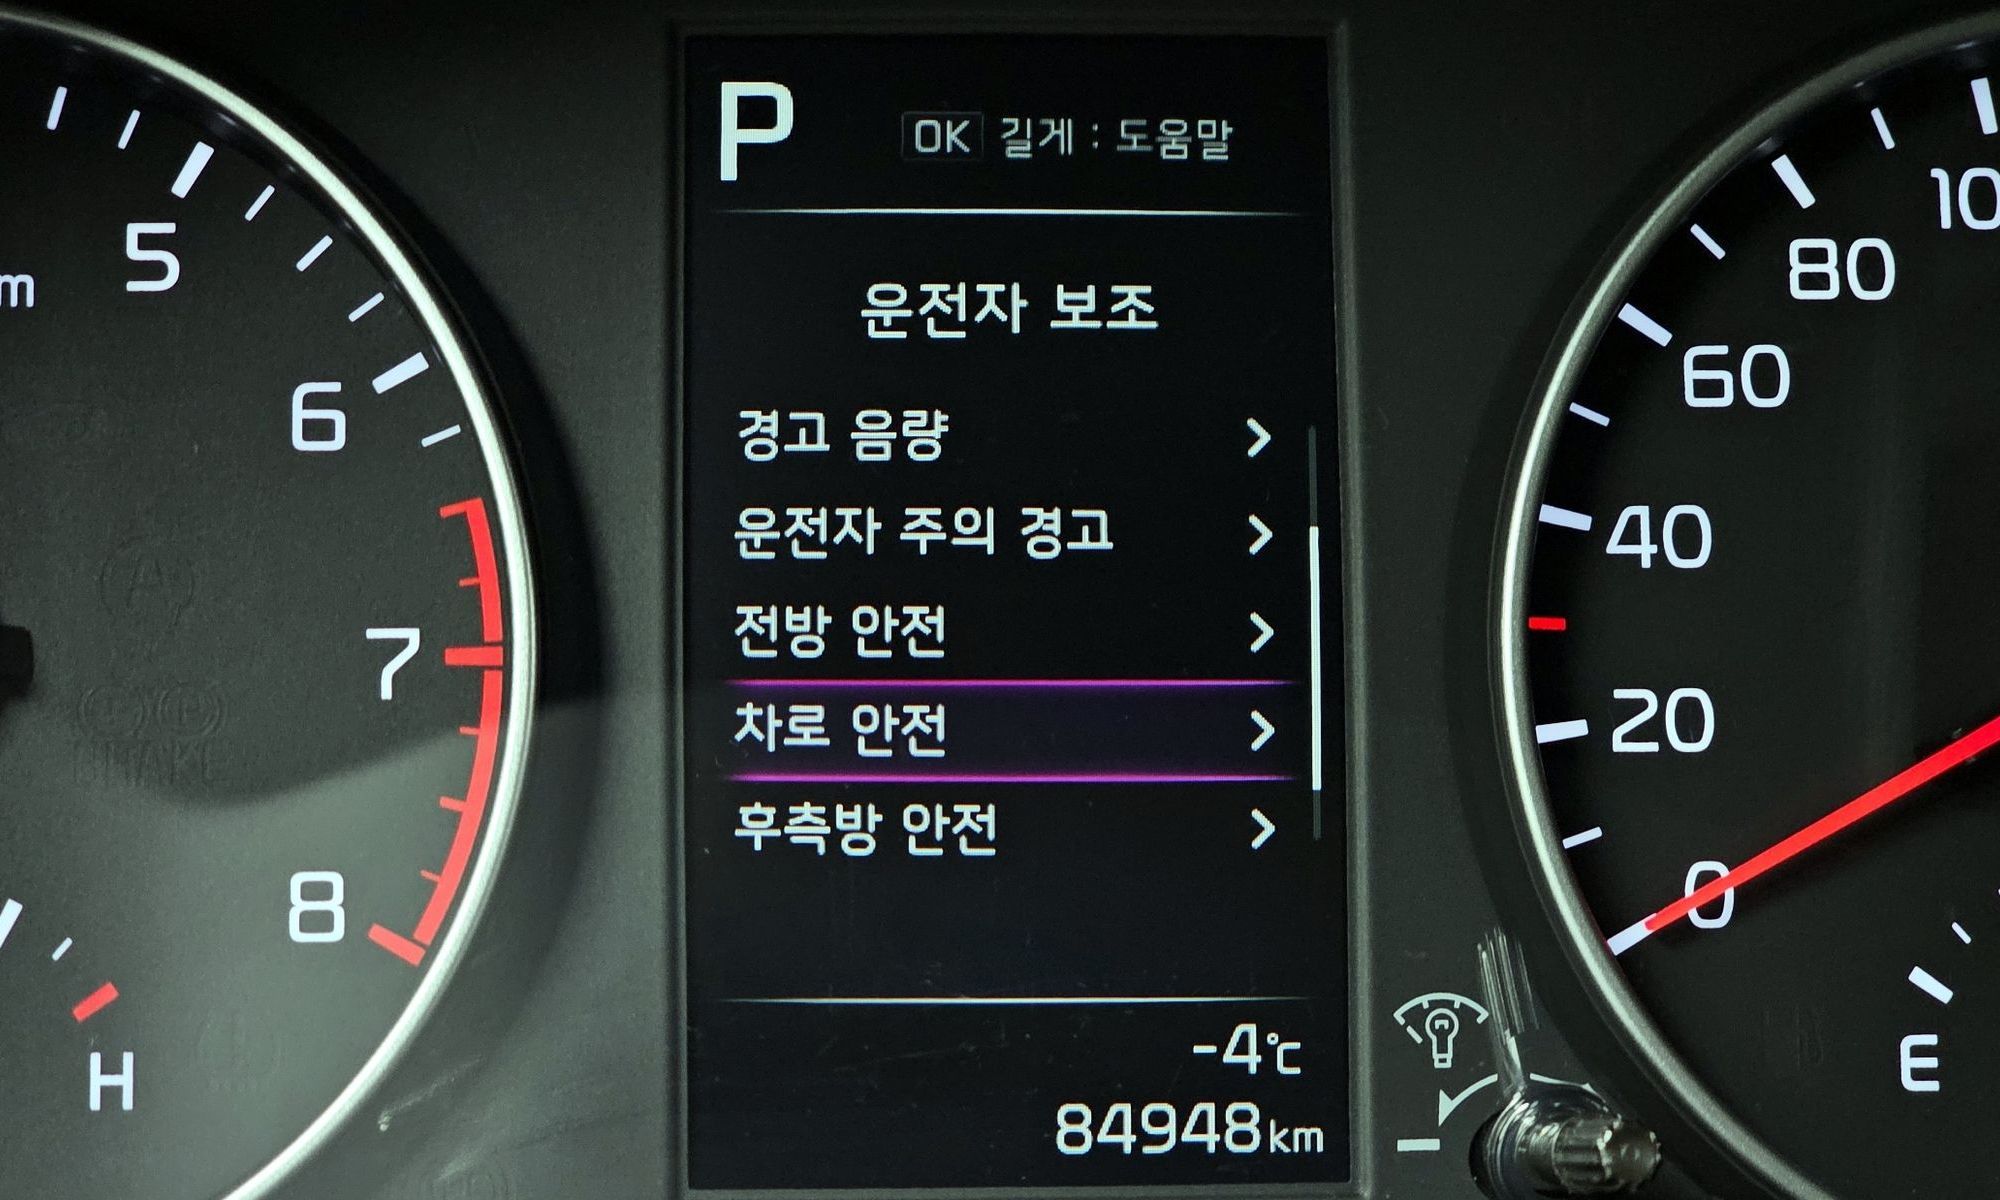 P
OK 길게 : 도움말
운전자 보조
경고 음량
운전자 주의 경고
전방 안전
차로 안전
후측방 안전
-4℃
84948km
5
6
7
8
H
10
80
60
40
20
0
E